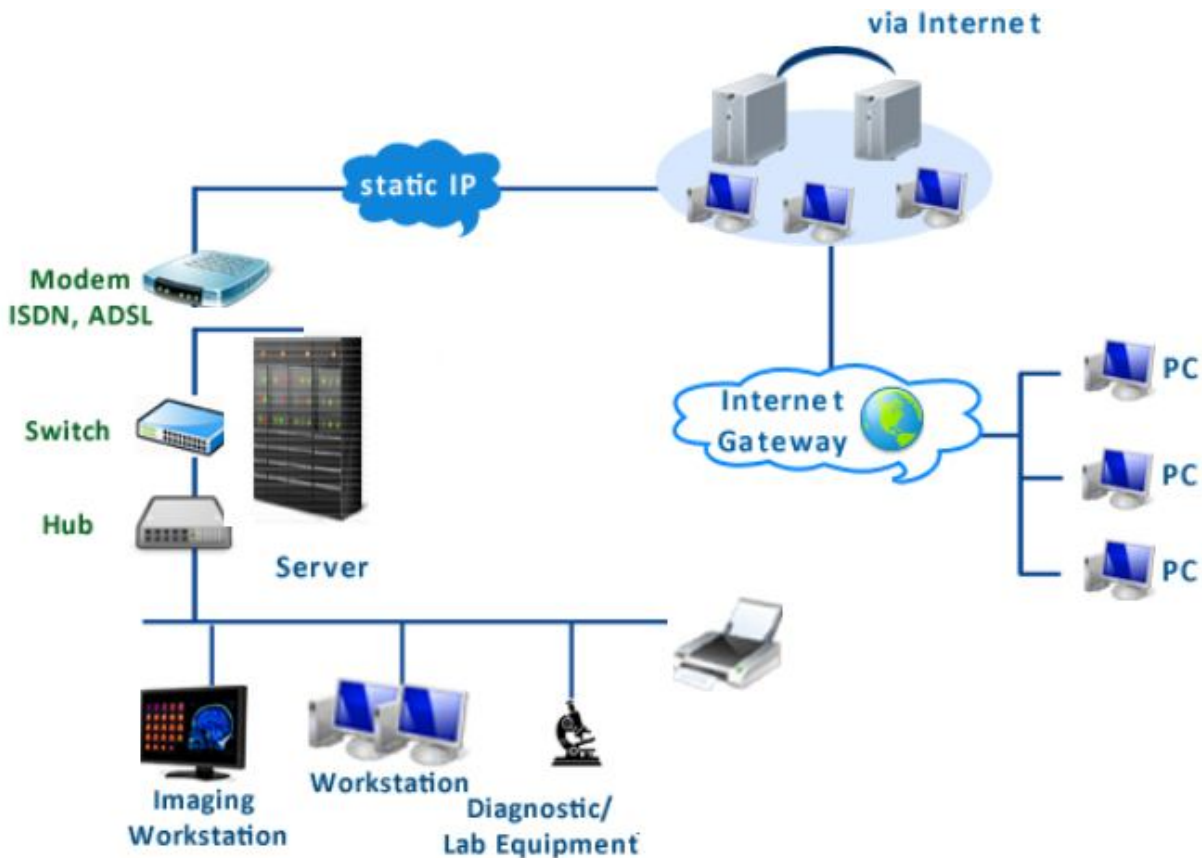 via Internet
static IP
Modem
ISDN, ADSL
Switch
Hub
Server
Internet
Gateway
PC
PC
PC
Imaging
Workstation
Workstation
Diagnostic/
Lab Equipment